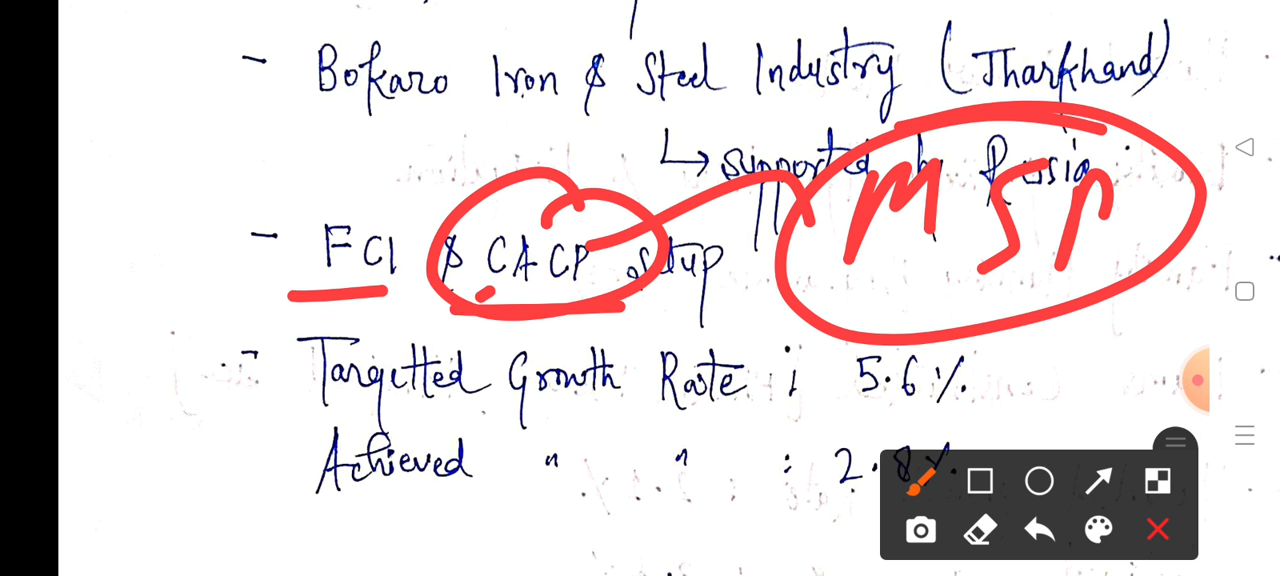 - Bokaro Iron & Steel Industry (Jharkhand)
↳ supported by Russia
MSP
- FCI & CACP setup
- Targetted Growth Rate : 5.6%
Achieved " " : 2.8%